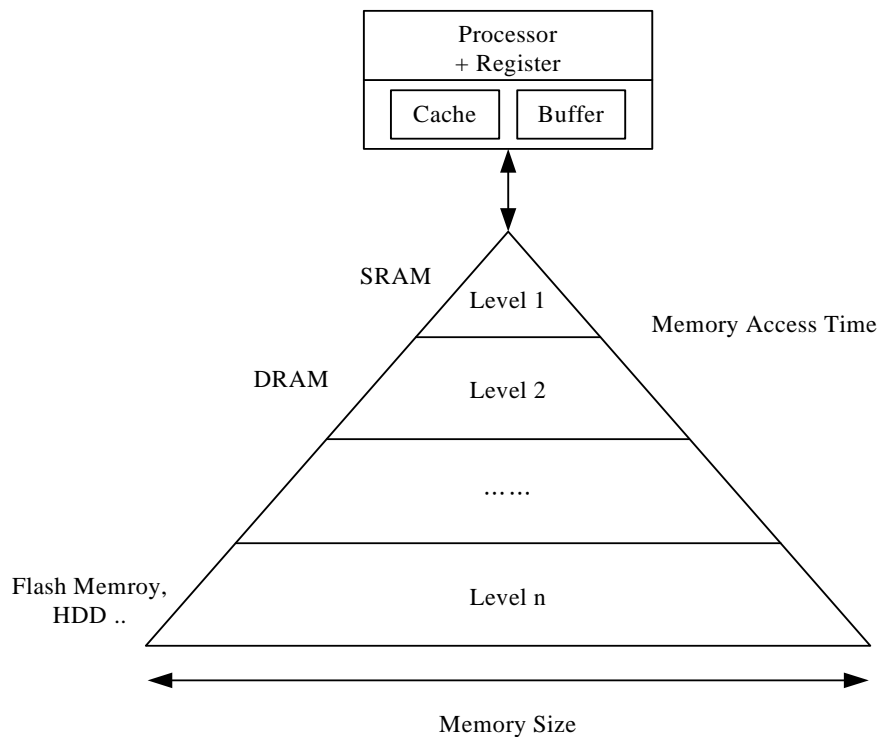 Processor
+ Register
Cache
Buffer
SRAM
Level 1
Memory Access Time
DRAM
Level 2
……
Flash Memroy,
HDD ..
Level n
Memory Size